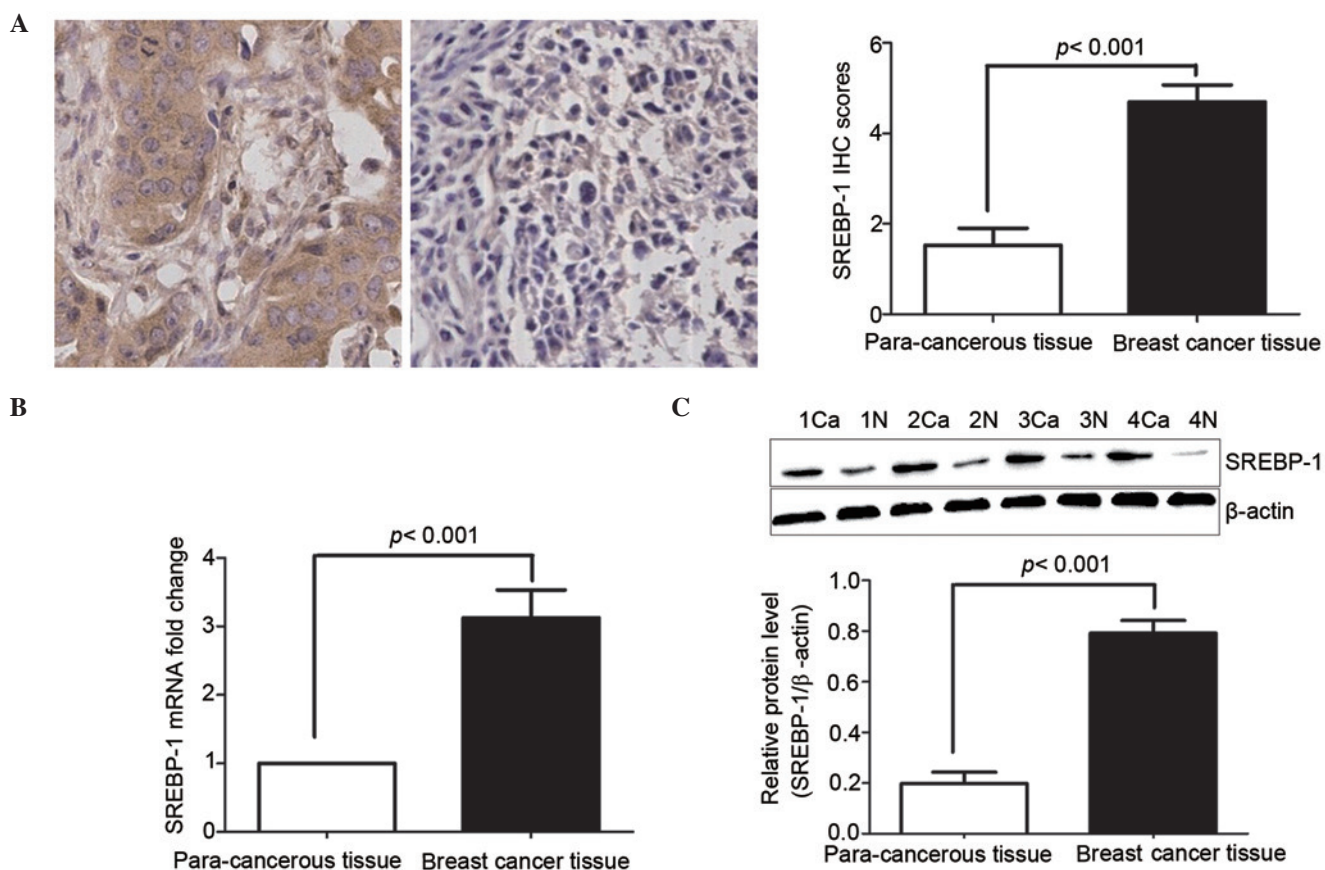 A
SREBP-1 IHC scores
6
4
2
0
p< 0.001
Para-cancerous tissue
Breast cancer tissue
B
SREBP-1 mRNA fold change
4
3
2
1
0
p< 0.001
Para-cancerous tissue
Breast cancer tissue
C
1Ca 1N 2Ca 2N 3Ca 3N 4Ca 4N
SREBP-1
β-actin
Relative protein level
(SREBP-1/β -actin)
1.0
0.8
0.6
0.4
0.2
0.0
p< 0.001
Para-cancerous tissue
Breast cancer tissue